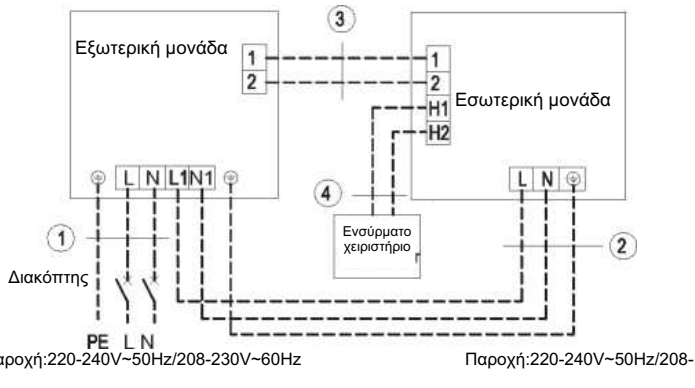 3
Εξωτερική μονάδα
1
2
1
2
H1
H2
Εσωτερική μονάδα
L N L1 N1
L N
4
Ενσύρματο
χειριστήριο
1
2
Διακόπτης
PE L N
αροχή:220-240V~50Hz/208-230V~60Hz
Παροχή:220-240V~50Hz/208-